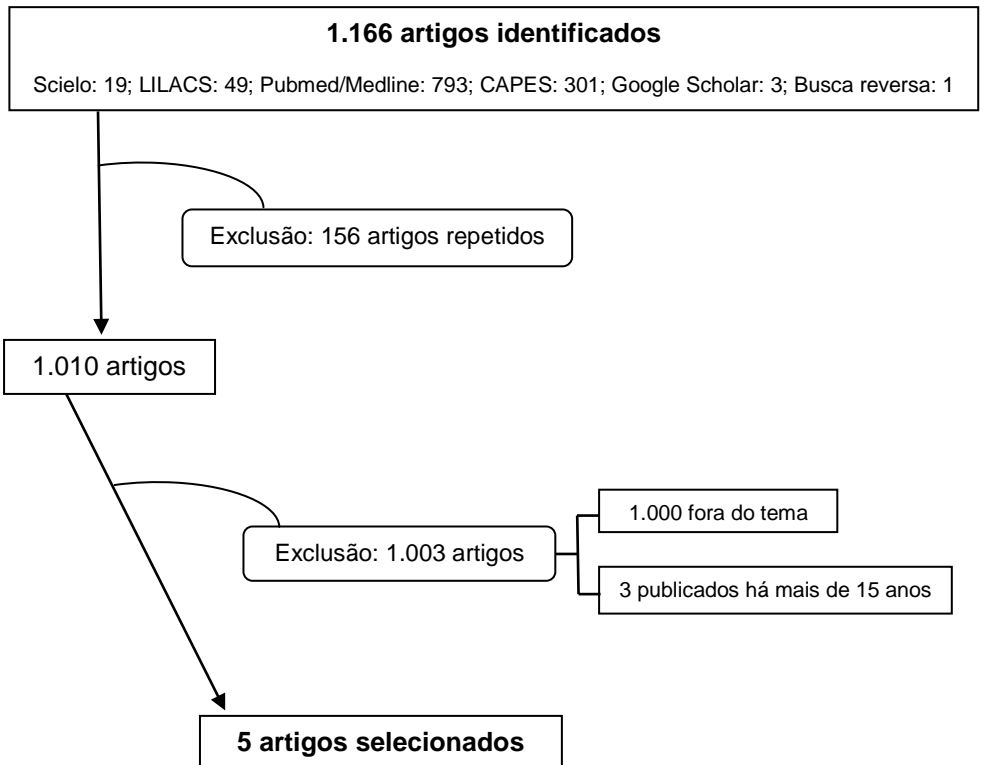 1.166 artigos identificados
Scielo: 19; LILACS: 49; Pubmed/Medline: 793; CAPES: 301; Google Scholar: 3; Busca reversa: 1
Exclusão: 156 artigos repetidos
1.010 artigos
1.000 fora do tema
Exclusão: 1.003 artigos
3 publicados há mais de 15 anos
5 artigos selecionados